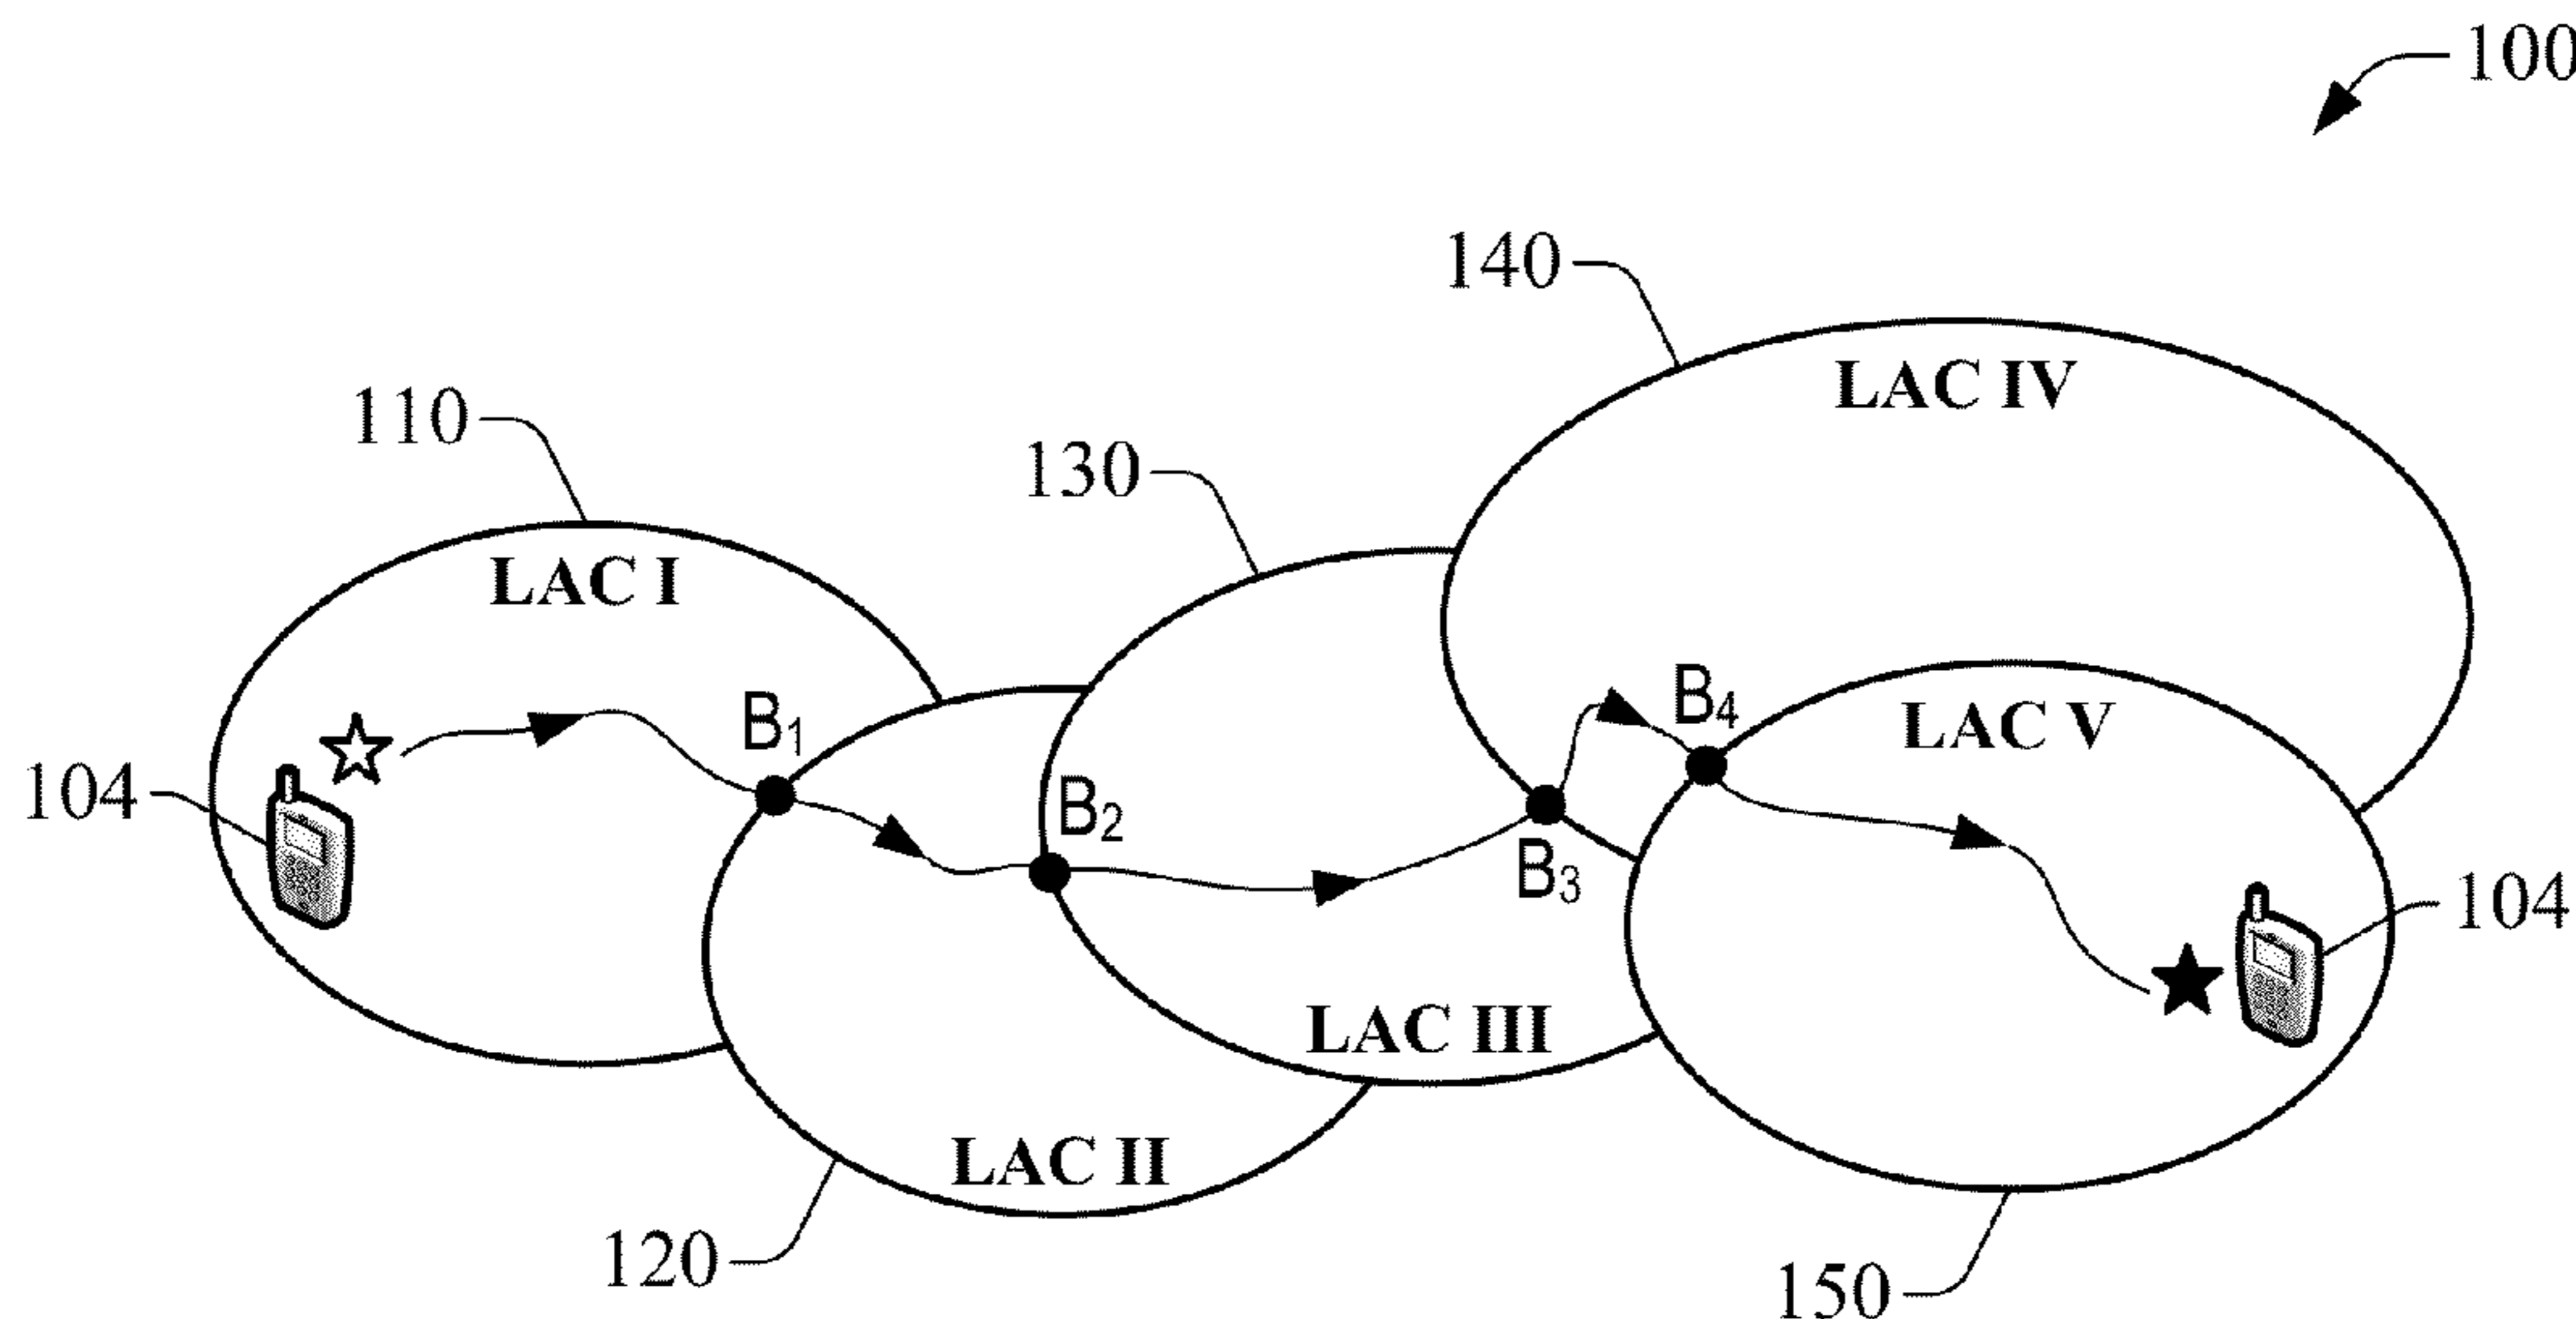 100
140
LAC IV
110
130
LAC I
B₁
B₄
LAC V
104
B₂
B₃
104
LAC III
LAC II
120
150